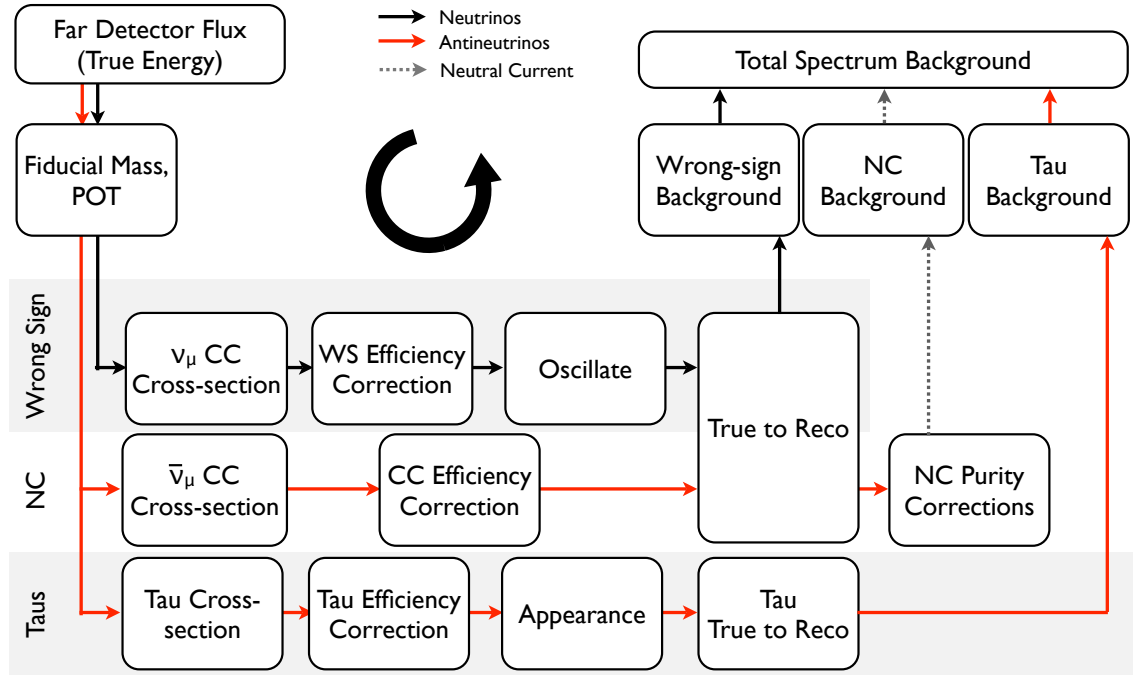 Far Detector Flux
(True Energy)
Neutrinos
Antineutrinos
Neutral Current
Total Spectrum Background
Fiducial Mass,
POT
Wrong-sign
Background
NC
Background
Tau
Background
Wrong Sign
νμ CC
Cross-section
WS Efficiency
Correction
Oscillate
True to Reco
NC
ν̄μ CC
Cross-section
CC Efficiency
Correction
NC Purity
Corrections
Taus
Tau Cross-
section
Tau Efficiency
Correction
Appearance
Tau
True to Reco